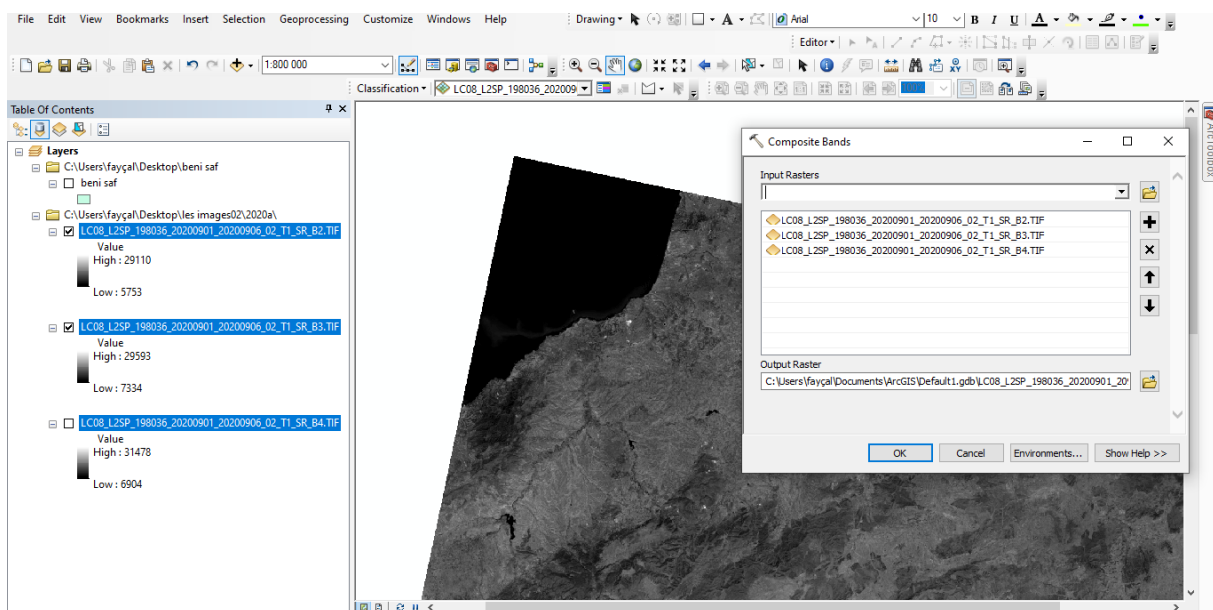 File Edit View Bookmarks Insert Selection Geoprocessing Customize Windows Help
Drawing A Arial 10 B I U A
Editor
1:800 000
Classification LC08_L2SP_198036_202009
Table Of Contents
Layers
C:\Users\fayçal\Desktop\beni saf
beni saf
C:\Users\fayçal\Desktop\les images02\2020a\
LC08_L2SP_198036_20200901_20200906_02_T1_SR_B2.TIF
Value
High : 29110
Low : 5753
LC08_L2SP_198036_20200901_20200906_02_T1_SR_B3.TIF
Value
High : 29593
Low : 7334
LC08_L2SP_198036_20200901_20200906_02_T1_SR_B4.TIF
Value
High : 31478
Low : 6904
Composite Bands
Input Rasters
LC08_L2SP_198036_20200901_20200906_02_T1_SR_B2.TIF
LC08_L2SP_198036_20200901_20200906_02_T1_SR_B3.TIF
LC08_L2SP_198036_20200901_20200906_02_T1_SR_B4.TIF
Output Raster
C:\Users\fayçal\Documents\ArcGIS\Default1.gdb\LC08_L2SP_198036_20200901_20
OK Cancel Environments... Show Help >>
ArcToolbox